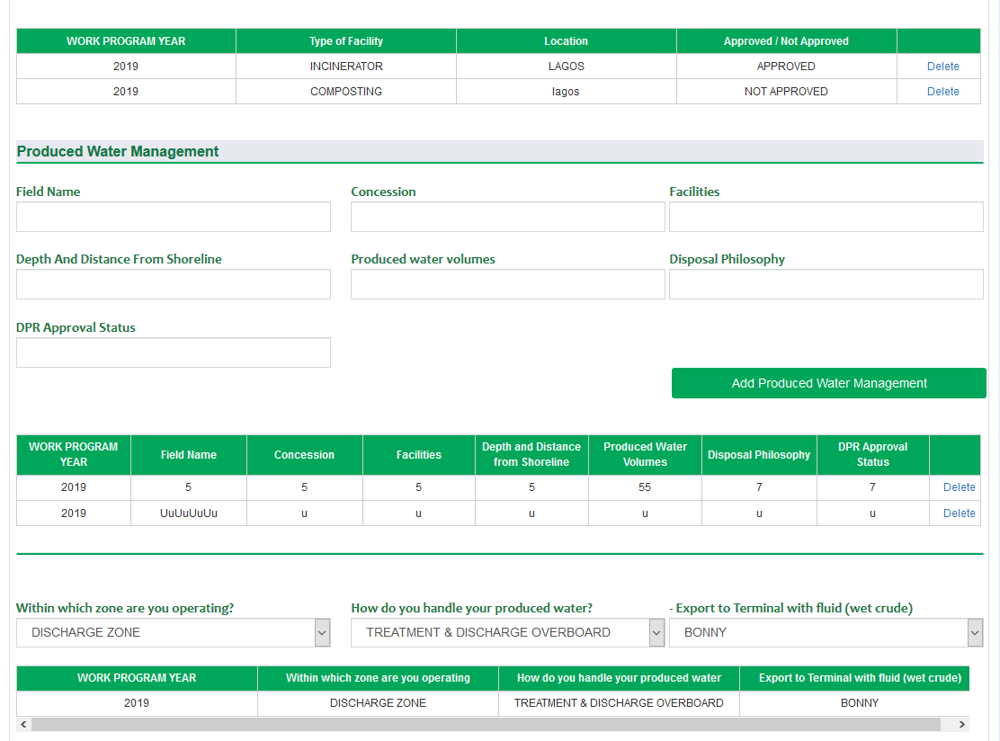 WORK PROGRAM YEAR Type of Facility Location Approved / Not Approved
2019 INCINERATOR LAGOS APPROVED Delete
2019 COMPOSTING lagos NOT APPROVED Delete
Produced Water Management
Field Name Concession Facilities
Depth And Distance From Shoreline Produced water volumes Disposal Philosophy
DPR Approval Status
Add Produced Water Management
WORK PROGRAM YEAR Field Name Concession Facilities Depth and Distance from Shoreline Produced Water Volumes Disposal Philosophy DPR Approval Status
2019 5 5 5 5 55 7 7 Delete
2019 UuUuUuUu u u u u u u Delete
Within which zone are you operating? How do you handle your produced water? - Export to Terminal with fluid (wet crude)
DISCHARGE ZONE TREATMENT & DISCHARGE OVERBOARD BONNY
WORK PROGRAM YEAR Within which zone are you operating How do you handle your produced water Export to Terminal with fluid (wet crude)
2019 DISCHARGE ZONE TREATMENT & DISCHARGE OVERBOARD BONNY